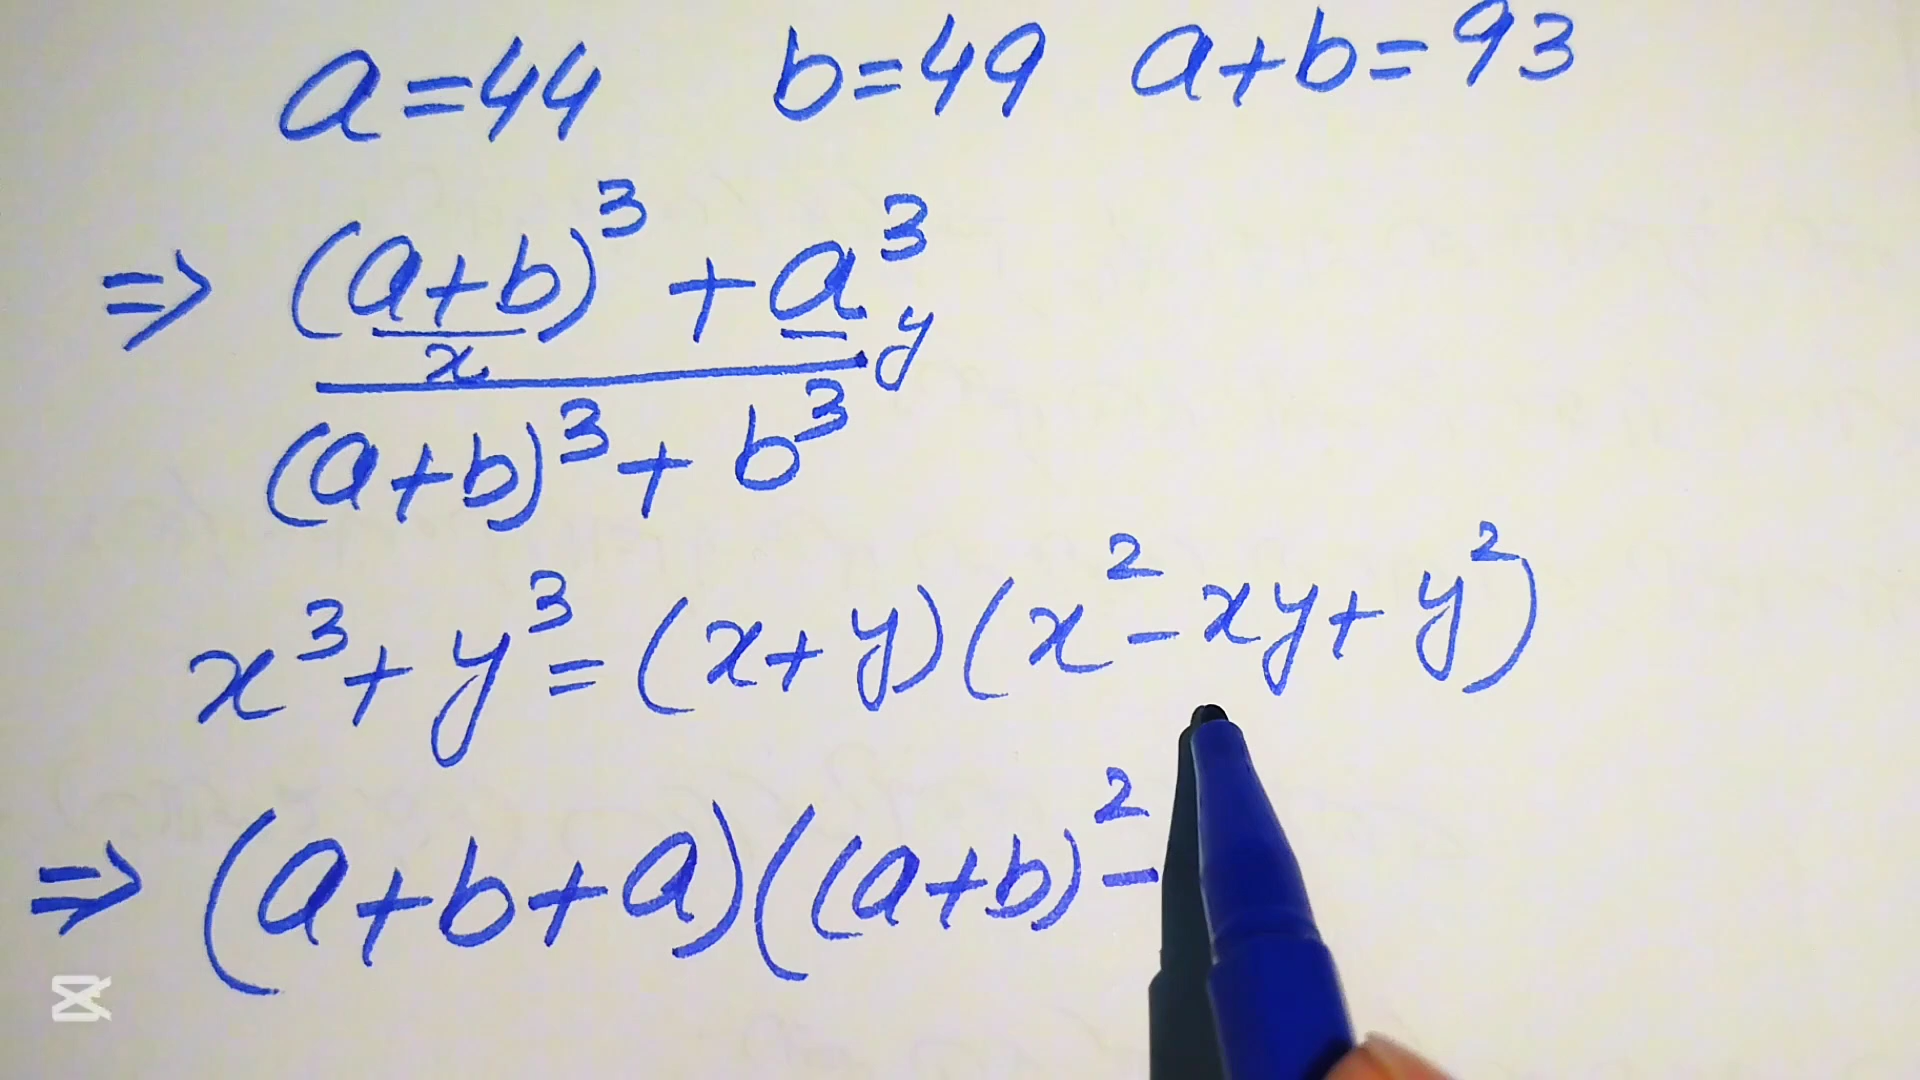 a=44 b=49 a+b=93
⇒ (a+b)³ + a³
x y
(a+b)³ + b³
x³ + y³ = (x+y)(x² - xy + y²)
⇒ (a+b+a)((a+b)² -